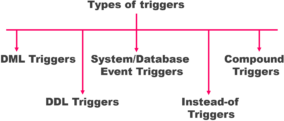 Types of triggers
DML Triggers
System/Database
Event Triggers
Compound
Triggers
DDL Triggers
Instead-of
Triggers